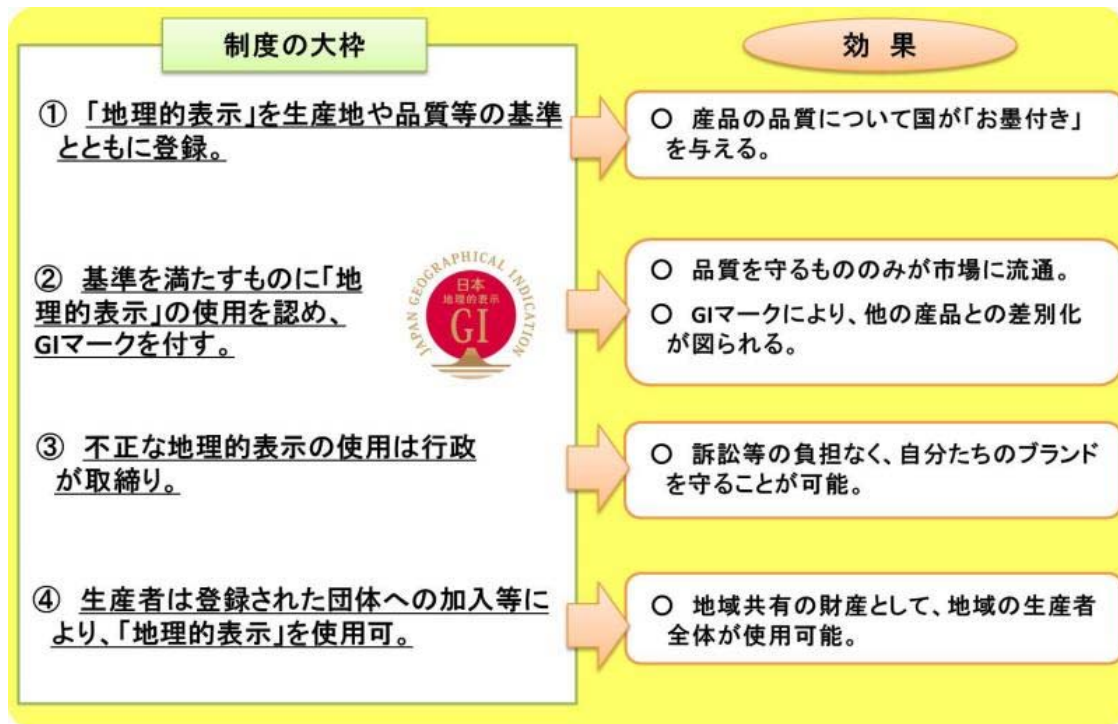 制度の大枠
効 果
① 「地理的表示」を生産地や品質等の基準
とともに登録。
○ 産品の品質について国が「お墨付き」
を与える。
② 基準を満たすものに「地
理的表示」の使用を認め、
GIマークを付す。
JAPAN GEOGRAPHICAL INDICATION
日本
地理的表示
GI
○ 品質を守るもののみが市場に流通。
○ GIマークにより、他の産品との差別化
が図られる。
③ 不正な地理的表示の使用は行政
が取締り。
○ 訴訟等の負担なく、自分たちのブランド
を守ることが可能。
④ 生産者は登録された団体への加入等に
より、「地理的表示」を使用可。
○ 地域共有の財産として、地域の生産者
全体が使用可能。